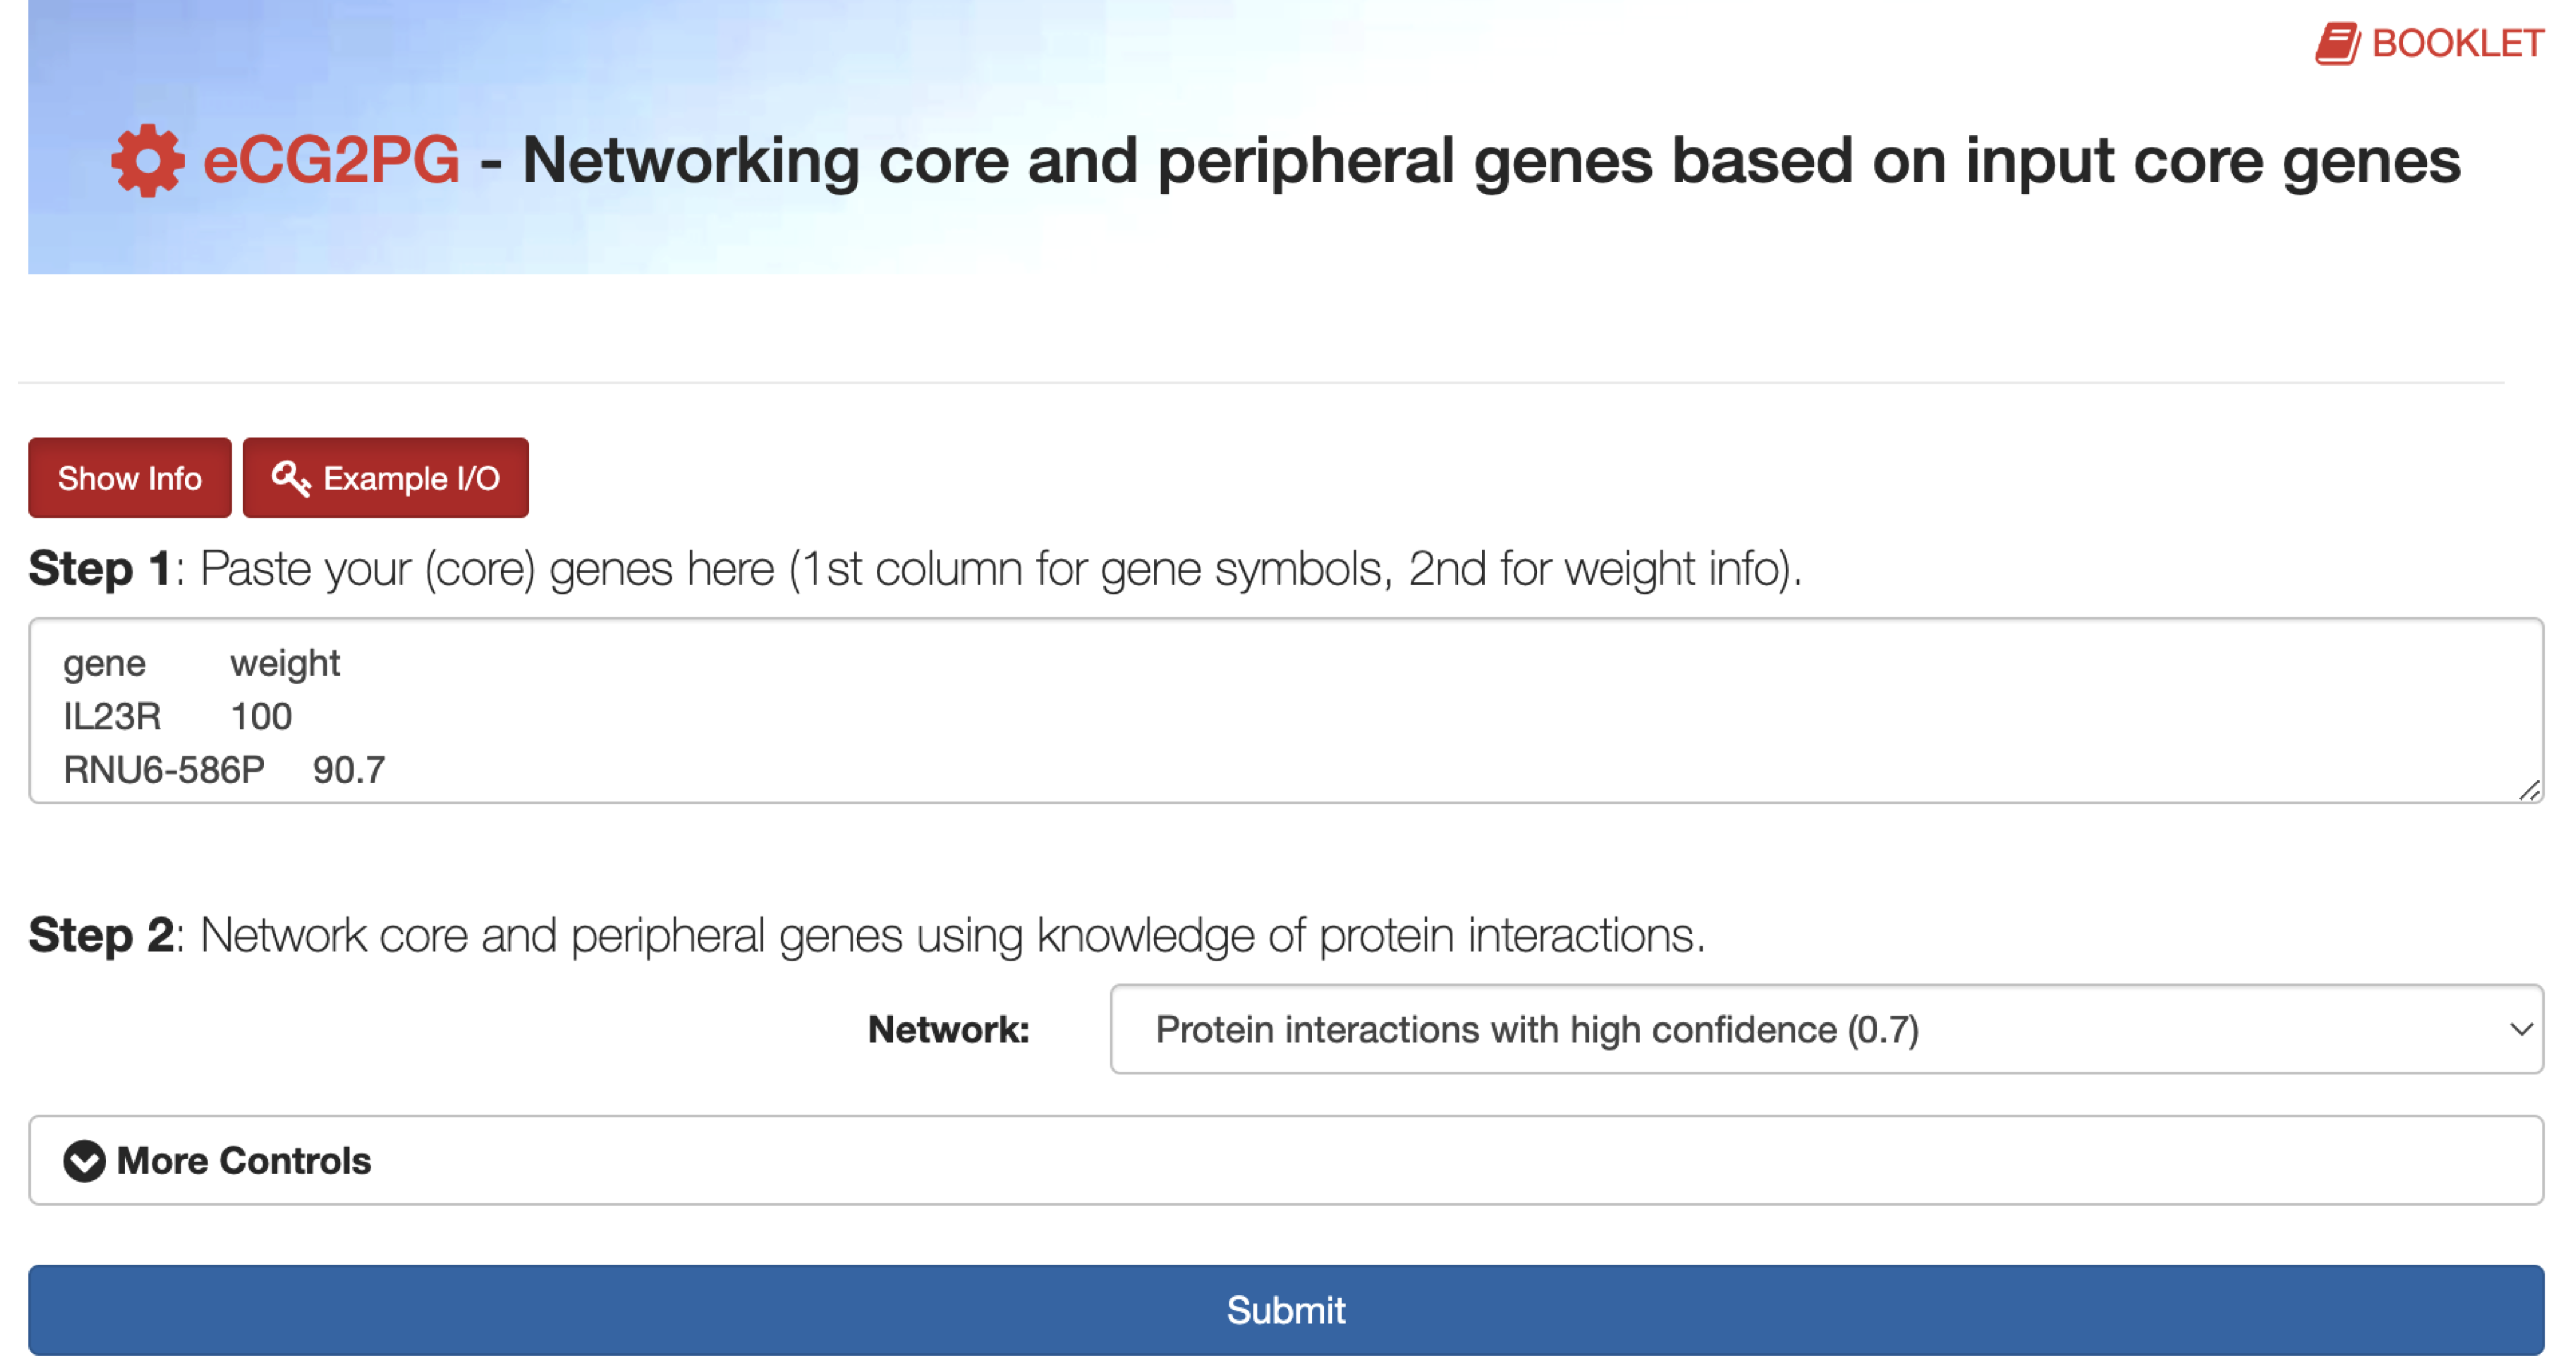 BOOKLET
eCG2PG - Networking core and peripheral genes based on input core genes
Show Info
Example I/O
Step 1: Paste your (core) genes here (1st column for gene symbols, 2nd for weight info).
gene weight
IL23R 100
RNU6-586P 90.7
Step 2: Network core and peripheral genes using knowledge of protein interactions.
Network: Protein interactions with high confidence (0.7)
More Controls
Submit